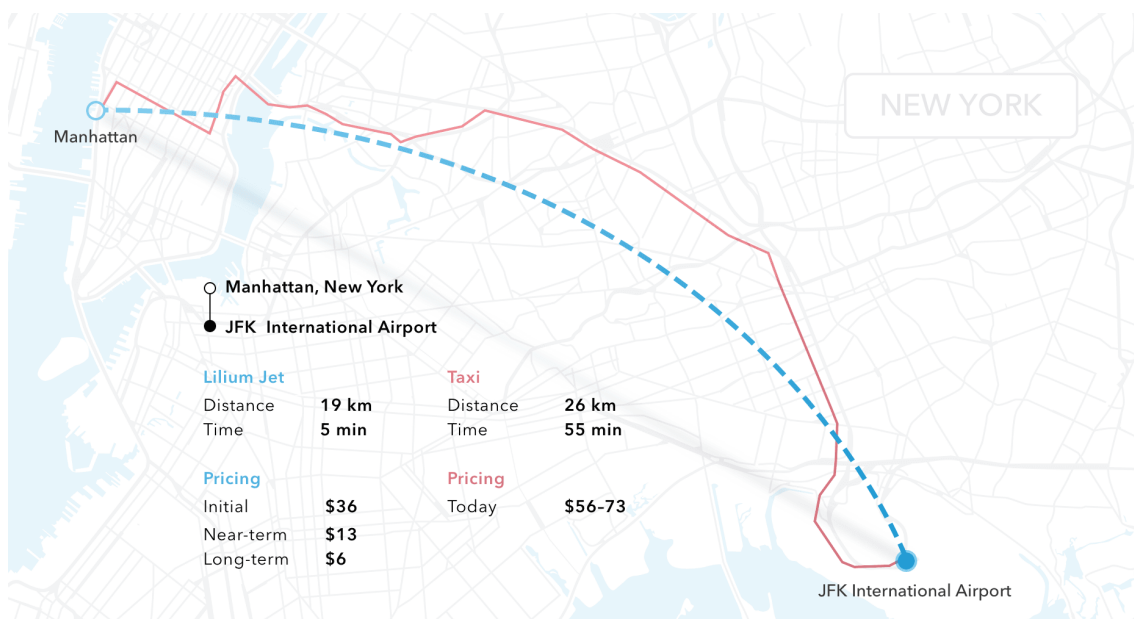 NEW YORK
Manhattan
Manhattan, New York
JFK International Airport
Lilium Jet
Distance 19 km
Time 5 min
Pricing
Initial $36
Near-term $13
Long-term $6
Taxi
Distance 26 km
Time 55 min
Pricing
Today $56–73
JFK International Airport